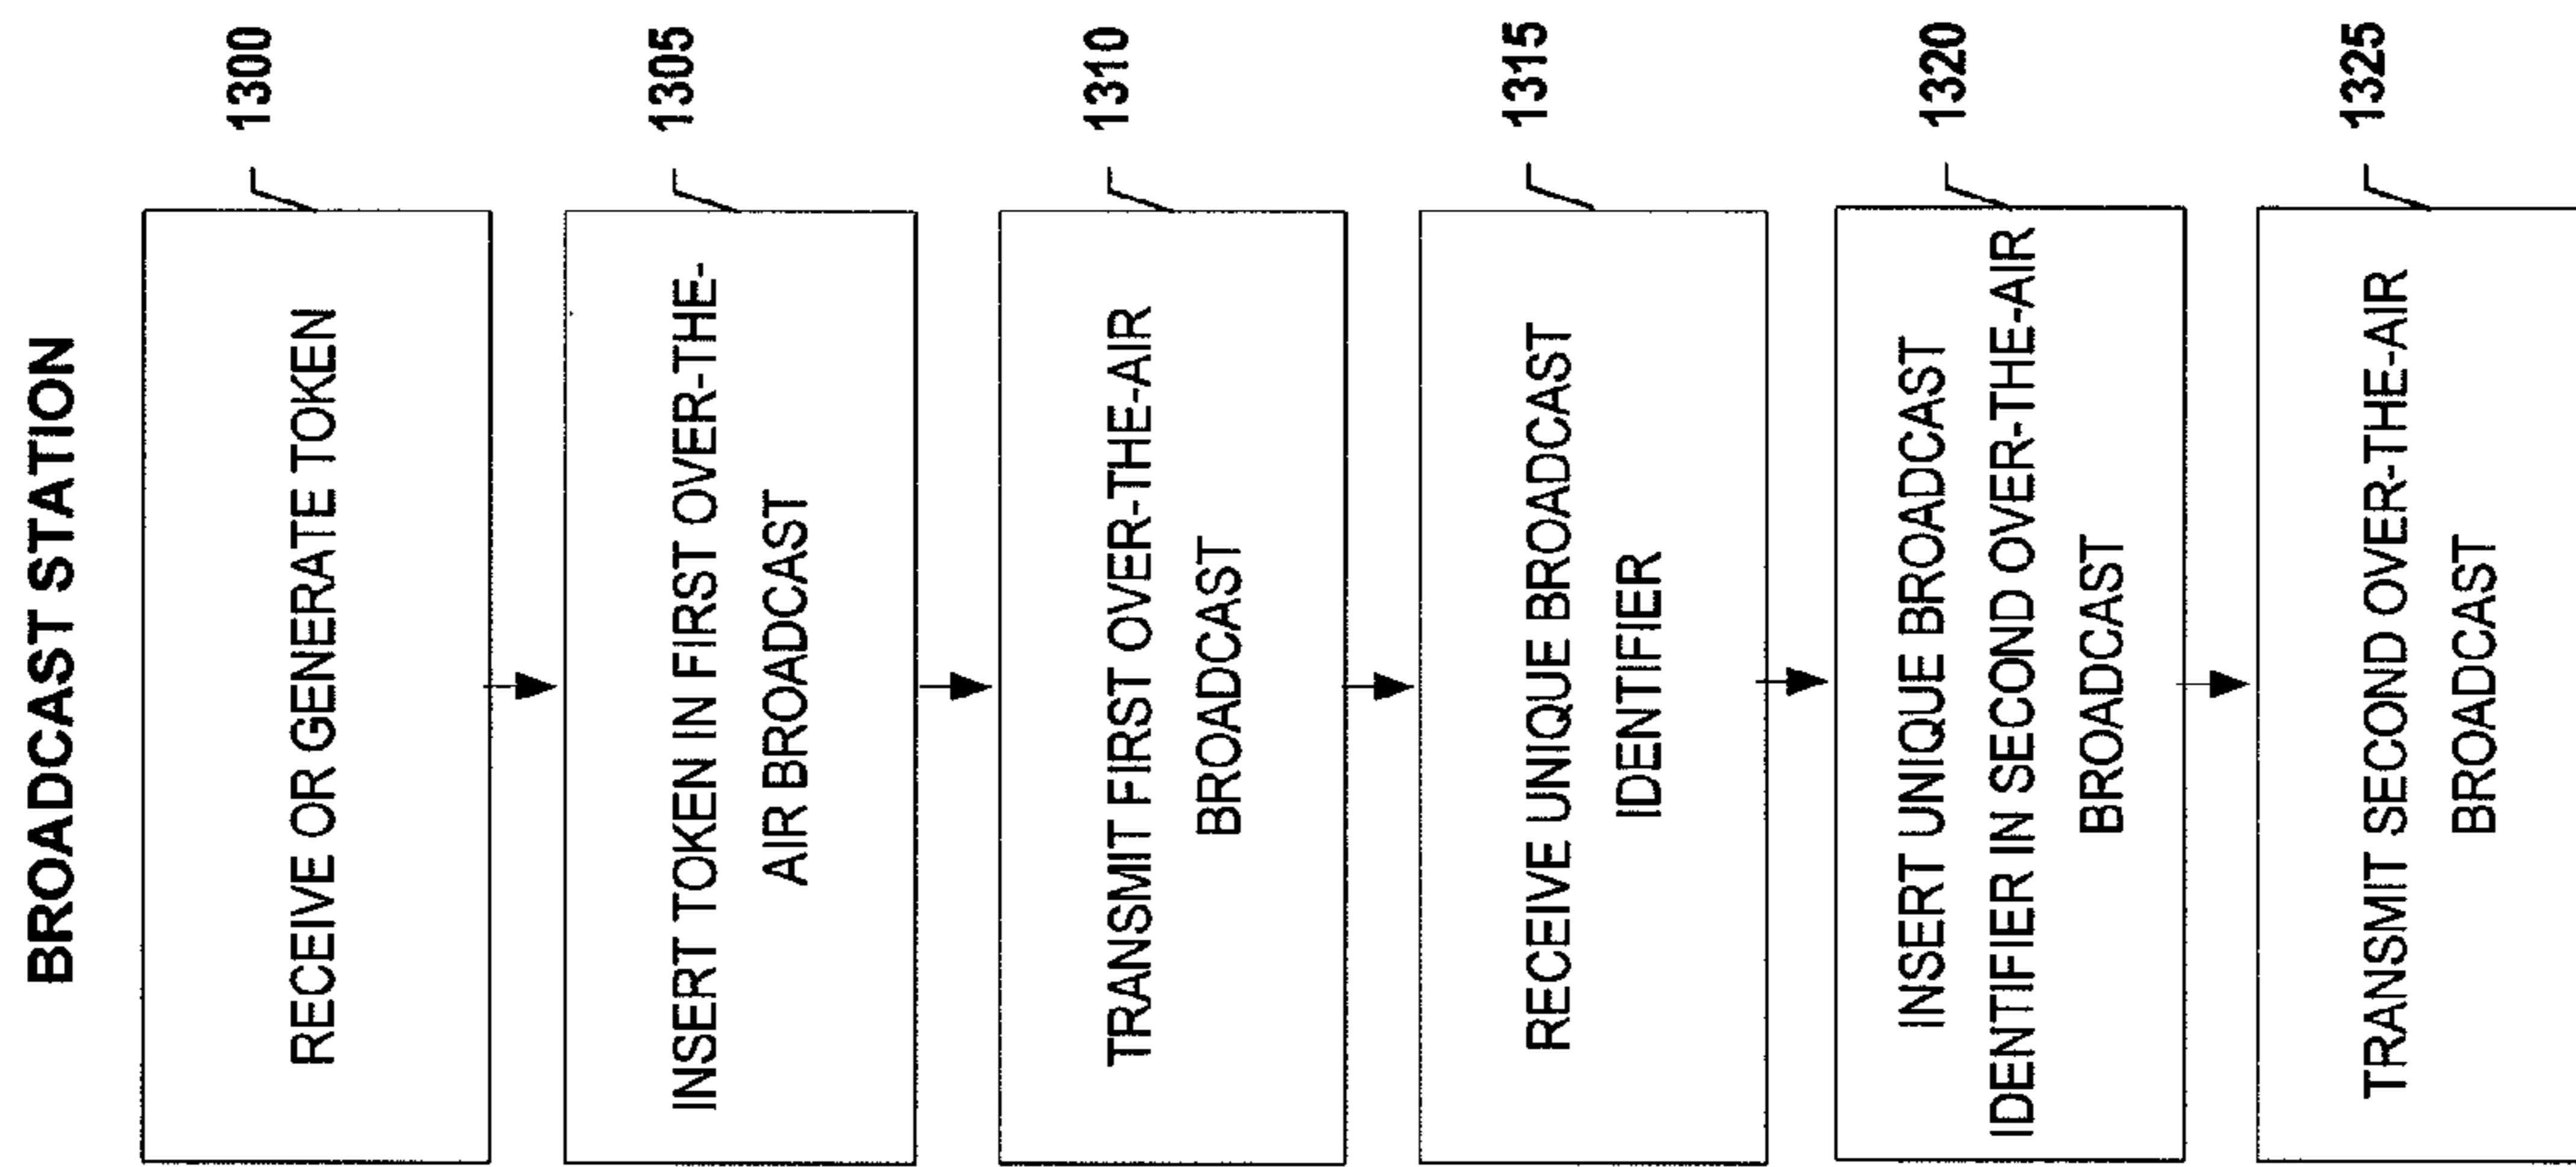 BROADCAST STATION
RECEIVE OR GENERATE TOKEN
1300
INSERT TOKEN IN FIRST OVER-THE-
AIR BROADCAST
1305
TRANSMIT FIRST OVER-THE-AIR
BROADCAST
1310
RECEIVE UNIQUE BROADCAST
IDENTIFIER
1315
INSERT UNIQUE BROADCAST
IDENTIFIER IN SECOND OVER-THE-AIR
BROADCAST
1320
TRANSMIT SECOND OVER-THE-AIR
BROADCAST
1325